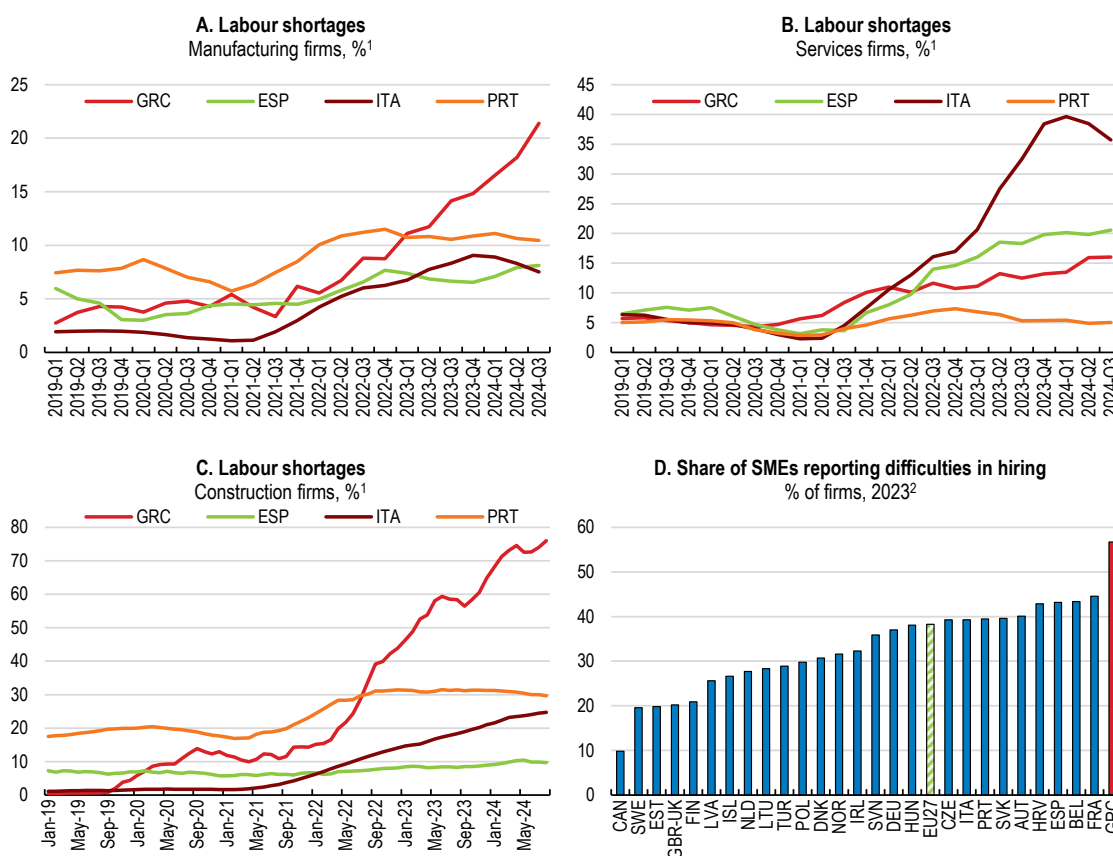 A. Labour shortages
Manufacturing firms, %¹
25
20
15
10
5
0
GRC ESP ITA PRT
2019-Q1
2019-Q2
2019-Q3
2019-Q4
2020-Q1
2020-Q2
2020-Q3
2020-Q4
2021-Q1
2021-Q2
2021-Q3
2021-Q4
2022-Q1
2022-Q2
2022-Q3
2022-Q4
2023-Q1
2023-Q2
2023-Q3
2023-Q4
2024-Q1
2024-Q2
2024-Q3
B. Labour shortages
Services firms, %¹
45
40
35
30
25
20
15
10
5
0
GRC ESP ITA PRT
2019-Q1
2019-Q2
2019-Q3
2019-Q4
2020-Q1
2020-Q2
2020-Q3
2020-Q4
2021-Q1
2021-Q2
2021-Q3
2021-Q4
2022-Q1
2022-Q2
2022-Q3
2022-Q4
2023-Q1
2023-Q2
2023-Q3
2023-Q4
2024-Q1
2024-Q2
2024-Q3
C. Labour shortages
Construction firms, %¹
80
70
60
50
40
30
20
10
0
GRC ESP ITA PRT
Jan-19
May-19
Sep-19
Jan-20
May-20
Sep-20
Jan-21
May-21
Sep-21
Jan-22
May-22
Sep-22
Jan-23
May-23
Sep-23
Jan-24
May-24
D. Share of SMEs reporting difficulties in hiring
% of firms, 2023²
60
50
40
30
20
10
0
CAN
SWE
EST
GBR-UK
FIN
LVA
ISL
NLD
LTU
TUR
POL
DNK
NOR
IRL
SVN
DEU
HUN
EU27
CZE
ITA
PRT
SVK
AUT
HRV
ESP
BEL
FRA
GRC